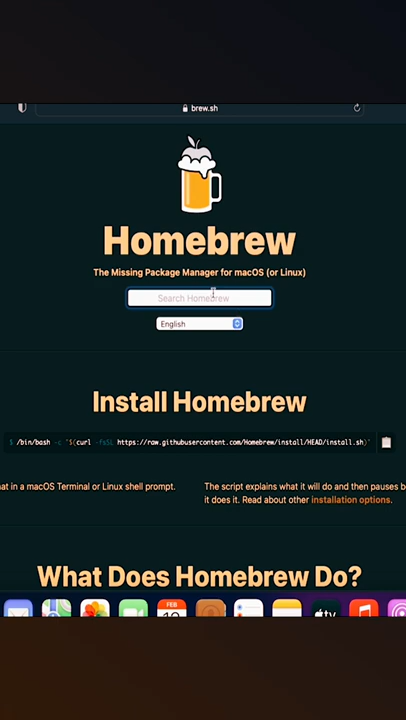 brew.sh
Homebrew
The Missing Package Manager for macOS (or Linux)
Search Homebrew
English
Install Homebrew
$ /bin/bash -c "$(curl -fsSL https://raw.githubusercontent.com/Homebrew/install/HEAD/install.sh)"
at in a macOS Terminal or Linux shell prompt.
The script explains what it will do and then pauses b
it does it. Read about other installation options.
What Does Homebrew Do?
FEB
tv